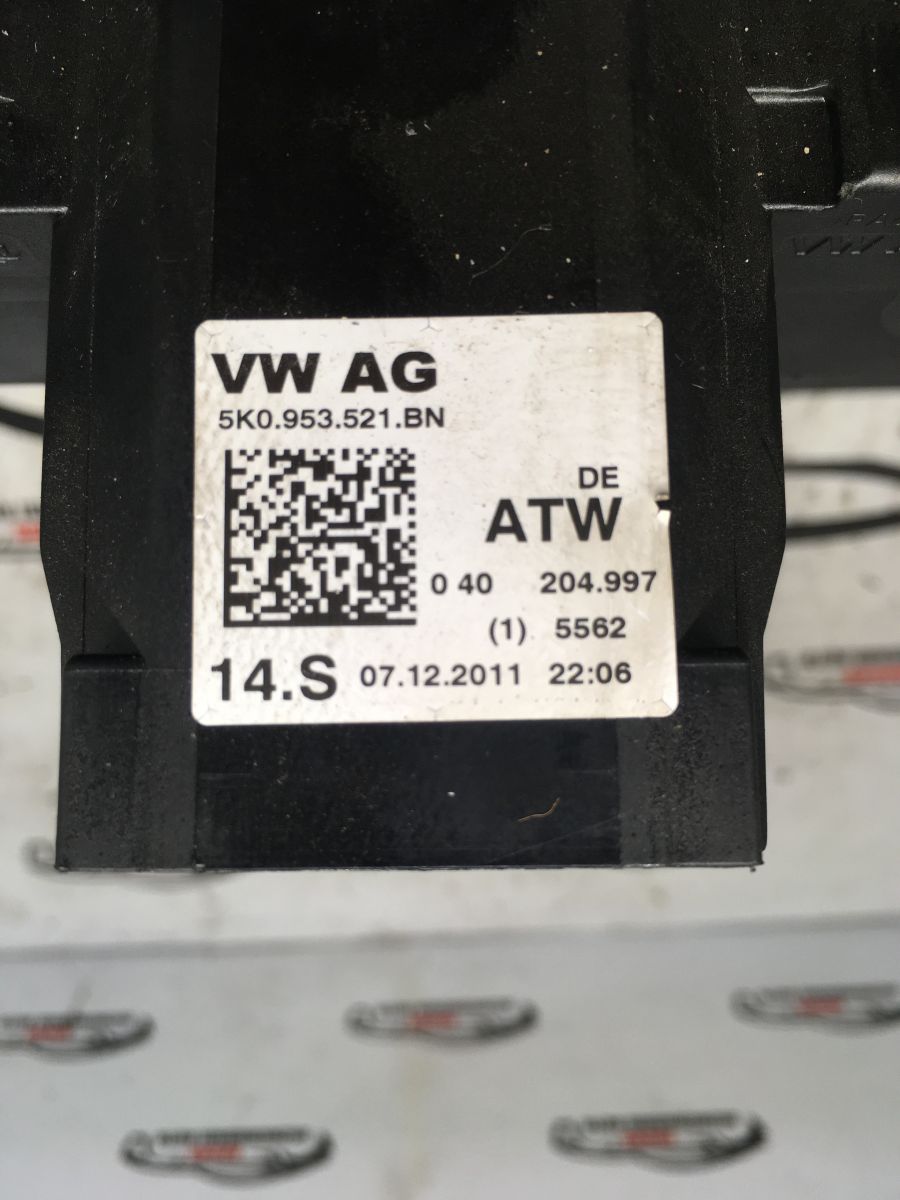 VW AG
5K0.953.521.BN
DE
ATW
0 40 204.997
(1) 5562
14.S 07.12.2011 22:06